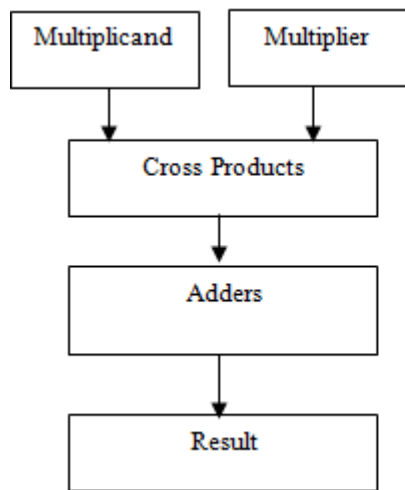 Multiplicand
Multiplier
Cross Products
Adders
Result